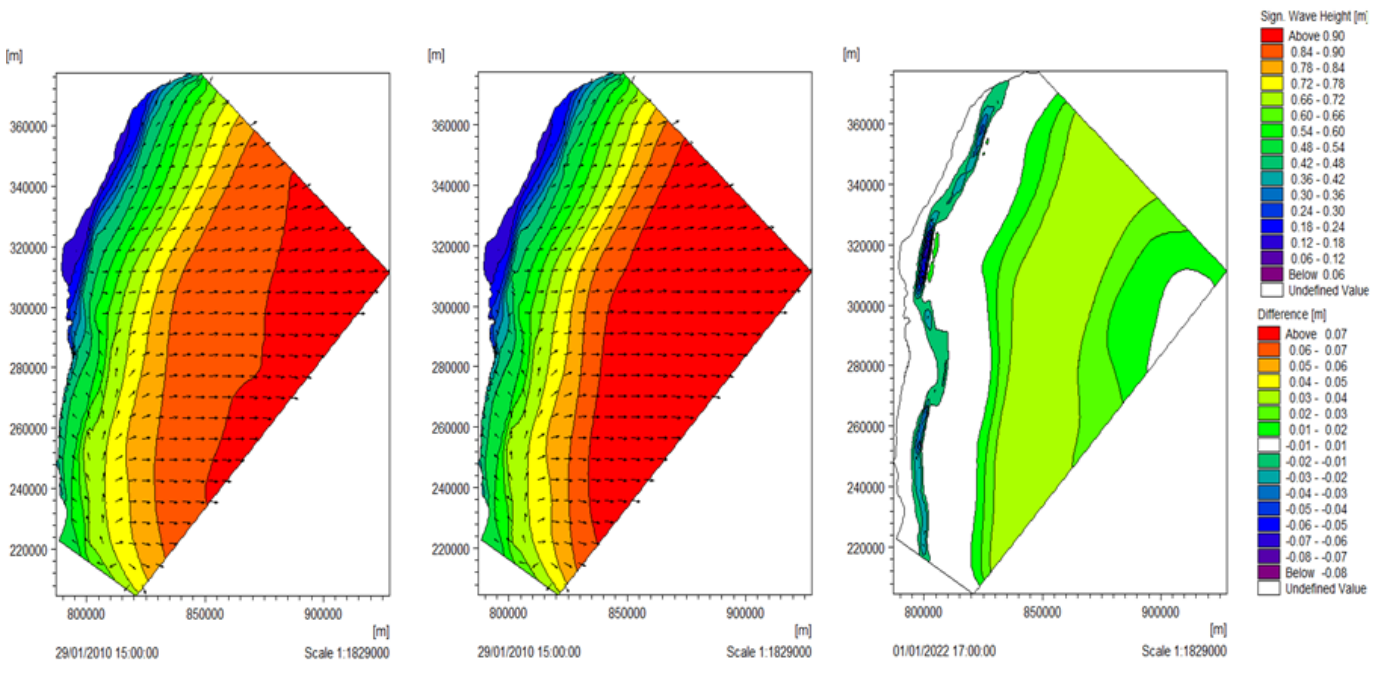 [m]
360000
340000
320000
300000
280000
260000
240000
220000
800000
850000
900000
[m]
29/01/2010 15:00:00
Scale 1:1829000
[m]
360000
340000
320000
300000
280000
260000
240000
220000
800000
850000
900000
[m]
29/01/2010 15:00:00
Scale 1:1829000
[m]
360000
340000
320000
300000
280000
260000
240000
220000
800000
850000
900000
[m]
01/01/2022 17:00:00
Scale 1:1829000
Sign. Wave Height [m]
Above 0.90
0.84 - 0.90
0.78 - 0.84
0.72 - 0.78
0.66 - 0.72
0.60 - 0.66
0.54 - 0.60
0.48 - 0.54
0.42 - 0.48
0.36 - 0.42
0.30 - 0.36
0.24 - 0.30
0.18 - 0.24
0.12 - 0.18
0.06 - 0.12
Below 0.06
Undefined Value
Difference [m]
Above 0.07
0.06 - 0.07
0.05 - 0.06
0.04 - 0.05
0.03 - 0.04
0.02 - 0.03
0.01 - 0.02
-0.01 - 0.01
-0.02 - -0.01
-0.03 - -0.02
-0.04 - -0.03
-0.05 - -0.04
-0.06 - -0.05
-0.07 - -0.06
-0.08 - -0.07
Below -0.08
Undefined Value